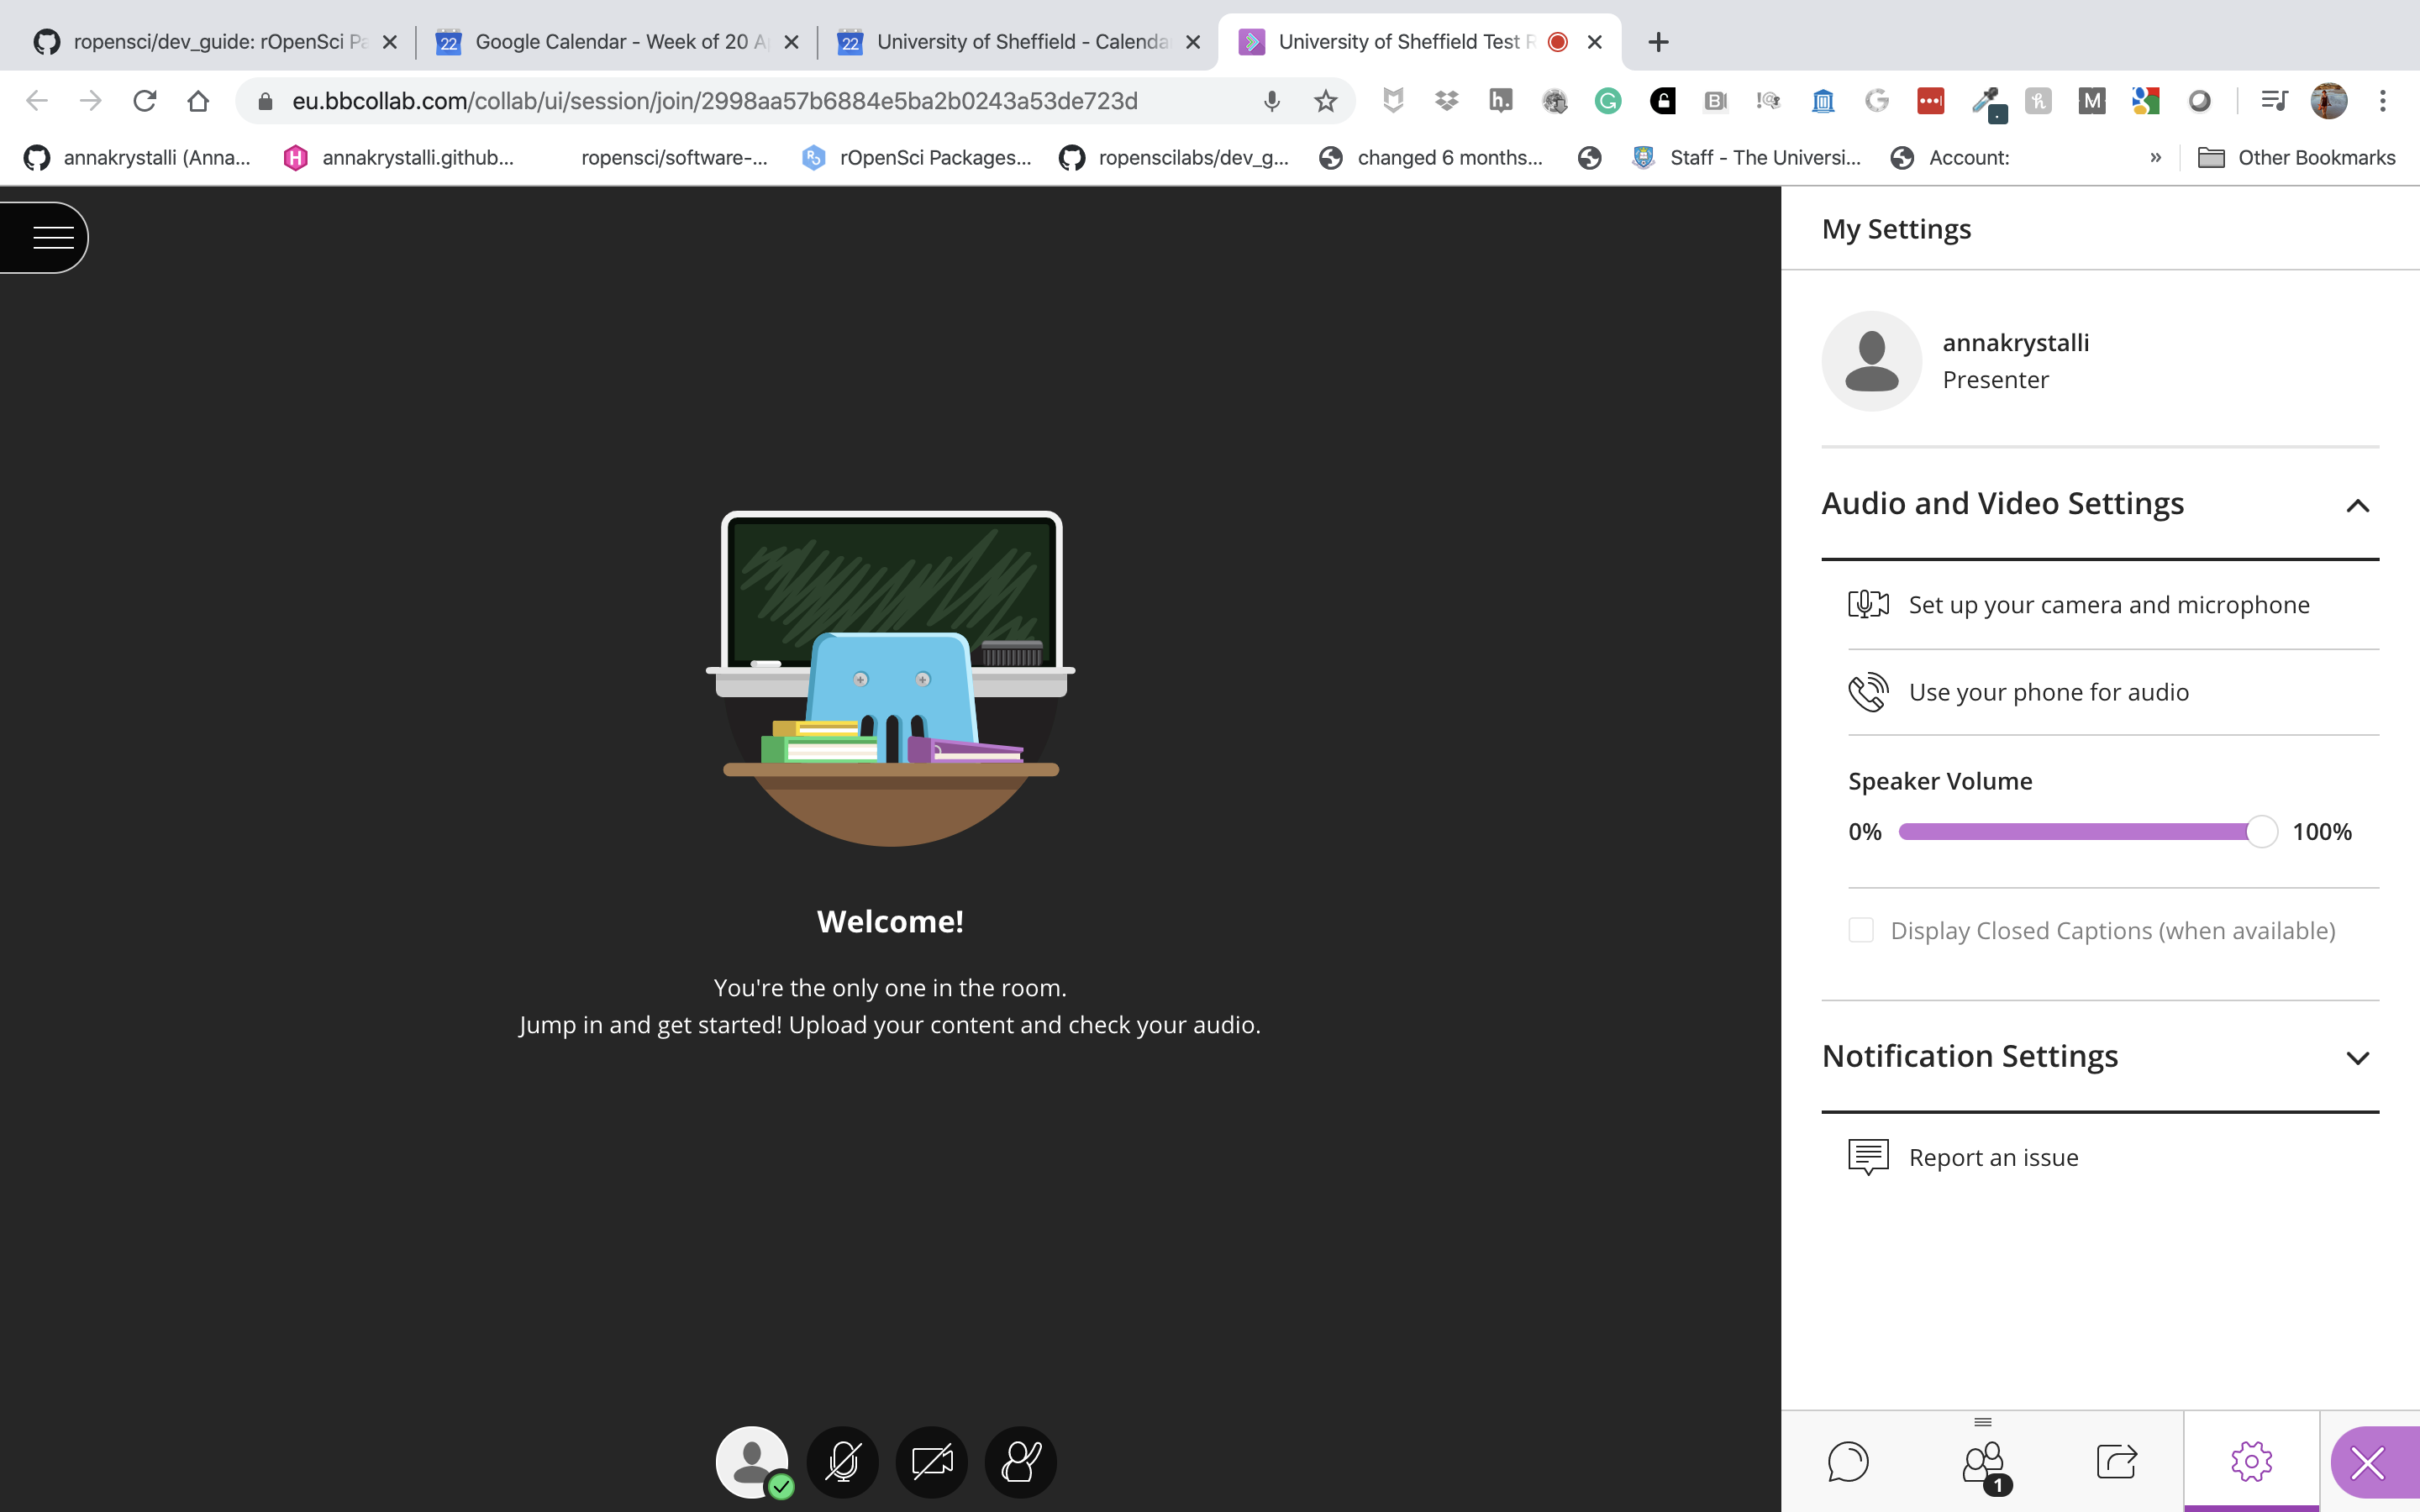 ropensci/dev_guide: rOpenSci Pa
Google Calendar - Week of 20 A
University of Sheffield - Calenda
University of Sheffield Test R
eu.bbcollab.com/collab/ui/session/join/2998aa57b6884e5ba2b0243a53de723d
annakrystalli (Anna...
annakrystalli.github...
ropensci/software-...
rOpenSci Packages...
ropenscilabs/dev_g...
changed 6 months...
Staff - The Universi...
Account:
»
Other Bookmarks
My Settings
annakrystalli
Presenter
Audio and Video Settings
Set up your camera and microphone
Use your phone for audio
Speaker Volume
0% 100%
Display Closed Captions (when available)
Notification Settings
Report an issue
Welcome!
You're the only one in the room.
Jump in and get started! Upload your content and check your audio.
1